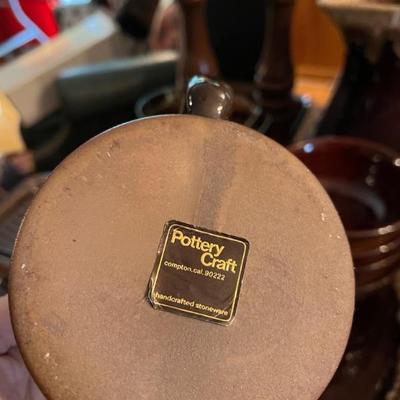 Pottery
Craft
compton, cal. 90222
handcrafted stoneware